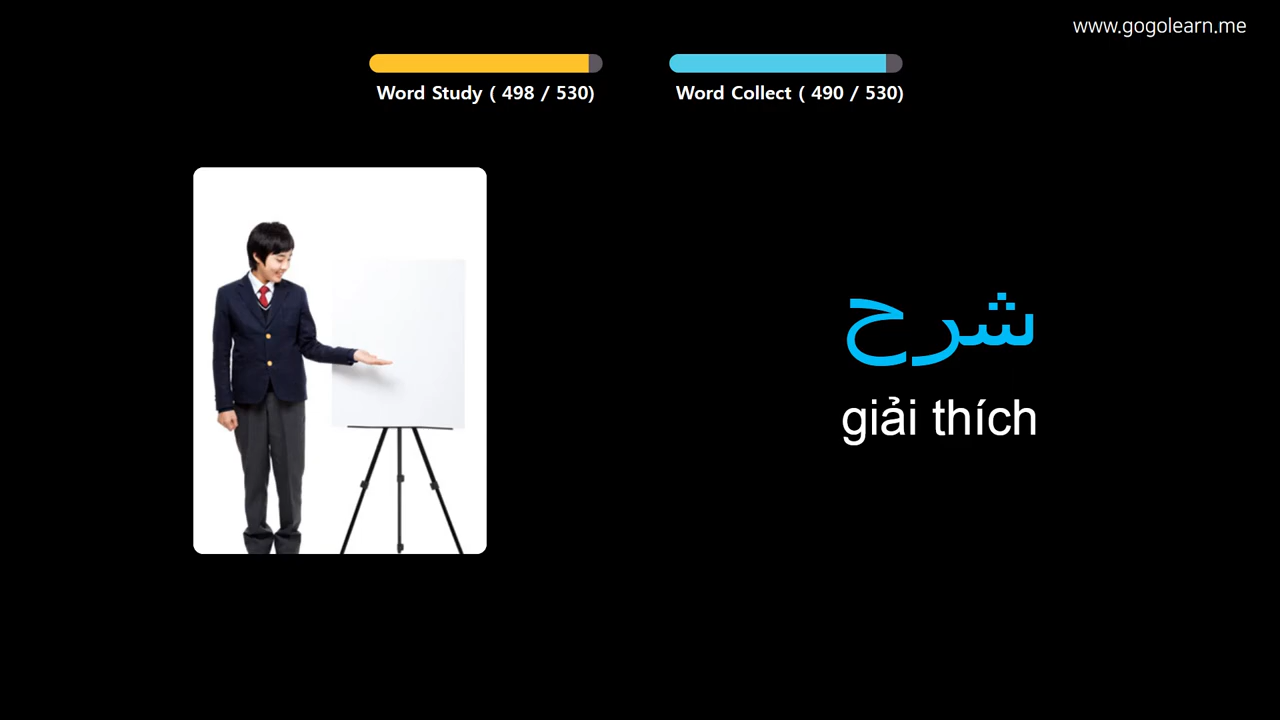 www.gogolearn.me
Word Study ( 498 / 530)
Word Collect ( 490 / 530)
شرح
giải thích